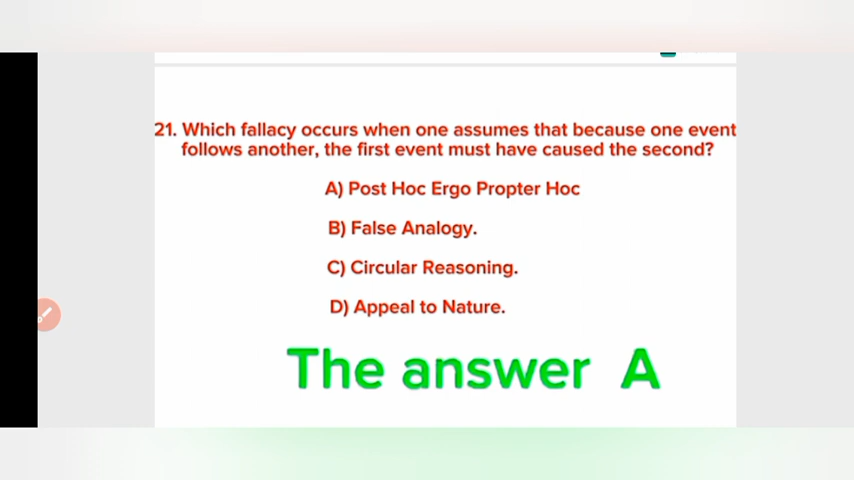 21. Which fallacy occurs when one assumes that because one event
follows another, the first event must have caused the second?
A) Post Hoc Ergo Propter Hoc
B) False Analogy.
C) Circular Reasoning.
D) Appeal to Nature.
The answer A